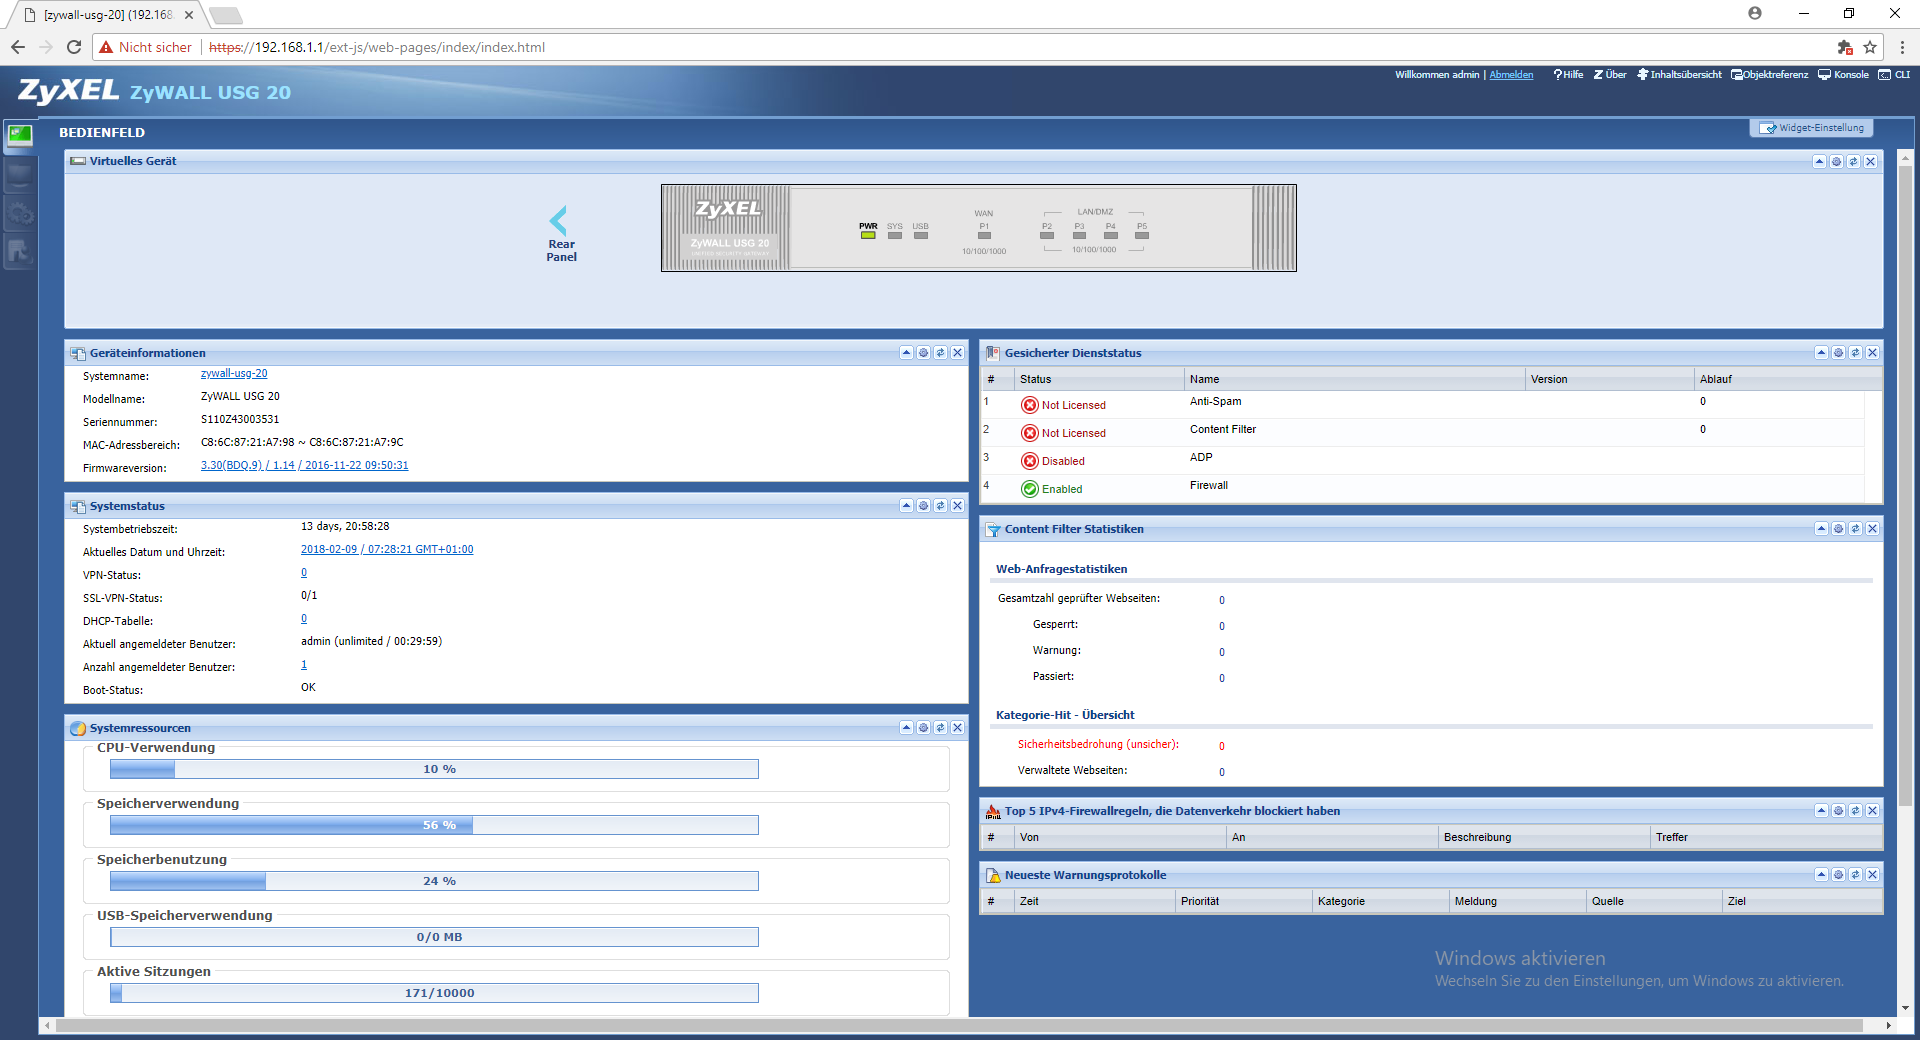 [zywall-usg-20] (192.168.
Nicht sicher https://192.168.1.1/ext-js/web-pages/index/index.html
ZyXEL ZyWALL USG 20
Willkommen admin | Abmelden ?Hilfe Z Über Inhaltsübersicht Objektreferenz Konsole CLI
BEDIENFELD
Widget-Einstellung
Virtuelles Gerät
Rear
Panel
ZyXEL
ZyWALL USG 20
UNIFIED SECURITY GATEWAY
WAN LAN/DMZ
PWR SYS USB P1 P2 P3 P4 P5
10/100/1000 10/100/1000
Geräteinformationen
Systemname: zywall-usg-20
Modellname: ZyWALL USG 20
Seriennummer: S110Z43003531
MAC-Adressbereich: C8:6C:87:21:A7:98 ~ C8:6C:87:21:A7:9C
Firmwareversion: 3.30(BDQ.9) / 1.14 / 2016-11-22 09:50:31
Systemstatus
Systembetriebszeit: 13 days, 20:58:28
Aktuelles Datum und Uhrzeit: 2018-02-09 / 07:28:21 GMT+01:00
VPN-Status: 0
SSL-VPN-Status: 0/1
DHCP-Tabelle: 0
Aktuell angemeldeter Benutzer: admin (unlimited / 00:29:59)
Anzahl angemeldeter Benutzer: 1
Boot-Status: OK
Systemressourcen
CPU-Verwendung
10 %
Speicherverwendung
56 %
Speicherbenutzung
24 %
USB-Speicherverwendung
0/0 MB
Aktive Sitzungen
171/10000
Gesicherter Dienststatus
# Status Name Version Ablauf
1 Not Licensed Anti-Spam 0
2 Not Licensed Content Filter 0
3 Disabled ADP
4 Enabled Firewall
Content Filter Statistiken
Web-Anfragestatistiken
Gesamtzahl geprüfter Webseiten: 0
Gesperrt: 0
Warnung: 0
Passiert: 0
Kategorie-Hit - Übersicht
Sicherheitsbedrohung (unsicher): 0
Verwaltete Webseiten: 0
Top 5 IPv4-Firewallregeln, die Datenverkehr blockiert haben
# Von An Beschreibung Treffer
Neueste Warnungsprotokolle
# Zeit Priorität Kategorie Meldung Quelle Ziel
Windows aktivieren
Wechseln Sie zu den Einstellungen, um Windows zu aktivieren.